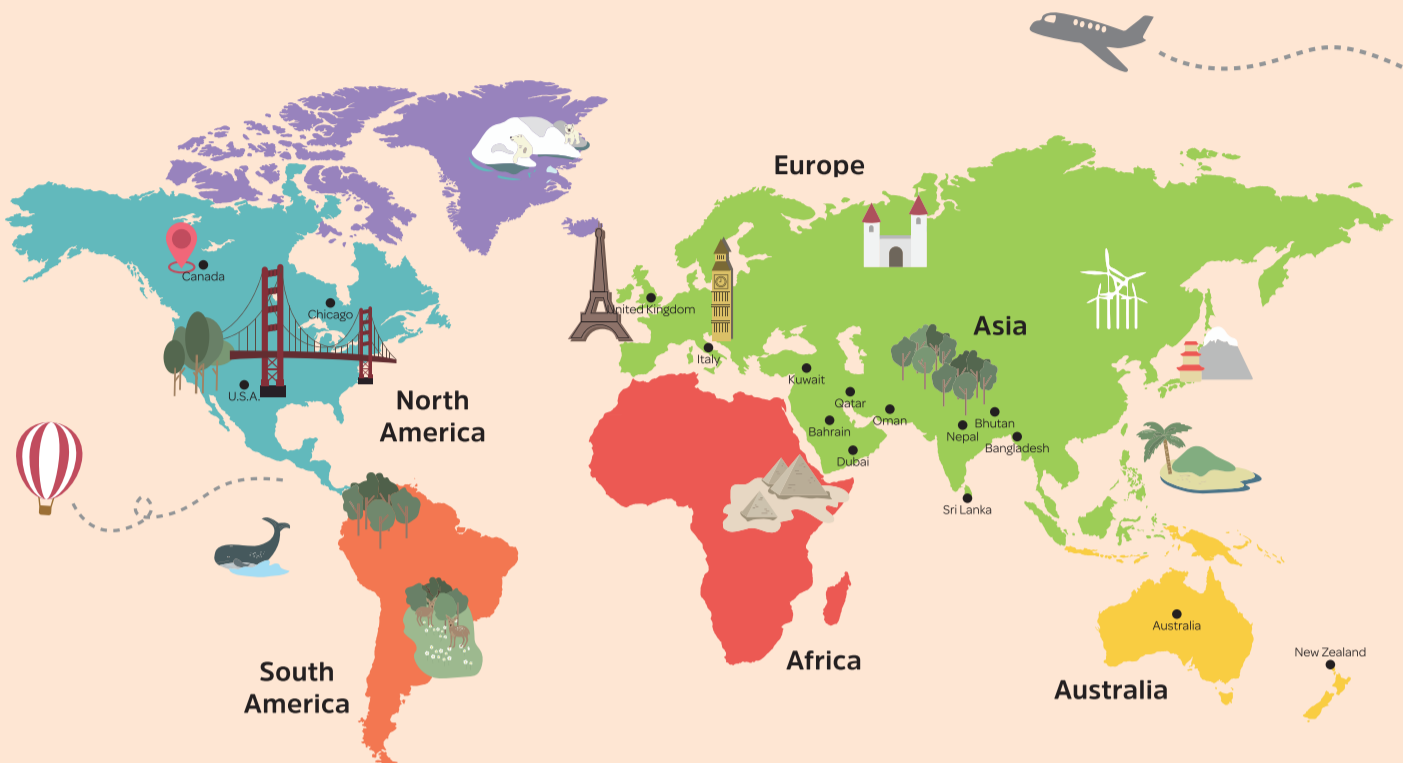 Europe
Canada
Chicago
United Kingdom
Asia
Italy
Kuwait
U.S.A.
North
America
Qatar
Oman
Bahrain
Bhutan
Nepal
Bangladesh
Dubai
Sri Lanka
Australia
New Zealand
South
America
Africa
Australia